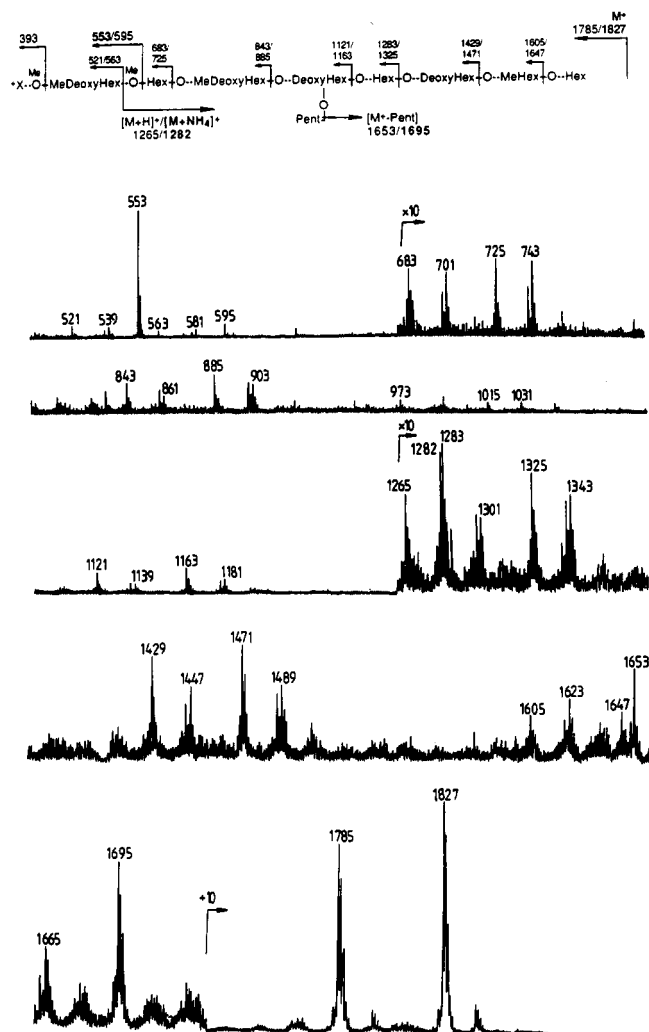 M⁺
393 553/595 683/ 843/ 1121/ 1283/ 1429/ 1605/ 1785/1827
Me 521/563 Me 725 885 1163 1325 1471 1647
⁺X--O-MeDeoxyHex-O-Hex-O--MeDeoxyHex-O--DeoxyHex-O--Hex-O--DeoxyHex-O--MeHex-O--Hex
O
[M+H]⁺/[M+NH₄]⁺ Pent [M⁺-Pent]
1265/1282 1653/1695
553
×10
683 701 725 743
521 539 563 581 595
843 861 885 903 973 1015 1031
×10
1265 1282 1283 1301 1325 1343
1121 1139 1163 1181
1429 1447 1471 1489 1605 1623 1647 1653
1827
1785
1695
÷10
1665